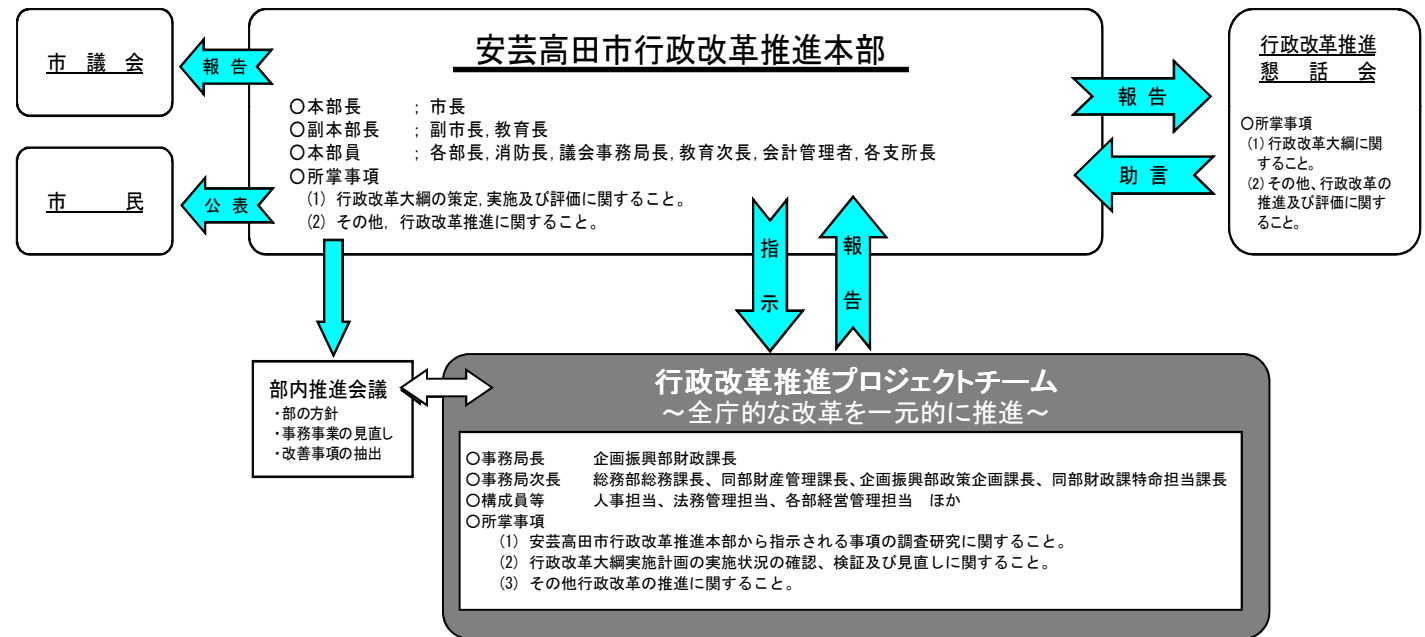 市 議 会
報 告
市 民
公 表
安芸高田市行政改革推進本部
○本部長 ; 市長
○副本部長 ; 副市長,教育長
○本部員 ; 各部長,消防長,議会事務局長,教育次長,会計管理者,各支所長
○所掌事項
(1) 行政改革大綱の策定,実施及び評価に関すること。
(2) その他, 行政改革推進に関すること。
報 告
助 言
行政改革推進
懇 話 会
○所掌事項
(1)行政改革大綱に関
すること。
(2)その他、行政改革の
推進及び評価に関す
ること。
指 示
報 告
部内推進会議
・部の方針
・事務事業の見直し
・改善事項の抽出
行政改革推進プロジェクトチーム
～全庁的な改革を一元的に推進～
○事務局長 企画振興部財政課長
○事務局次長 総務部総務課長、同部財産管理課長、企画振興部政策企画課長、同部財政課特命担当課長
○構成員等 人事担当、法務管理担当、各部経営管理担当 ほか
○所掌事項
(1) 安芸高田市行政改革推進本部から指示される事項の調査研究に関すること。
(2) 行政改革大綱実施計画の実施状況の確認、検証及び見直しに関すること。
(3) その他行政改革の推進に関すること。